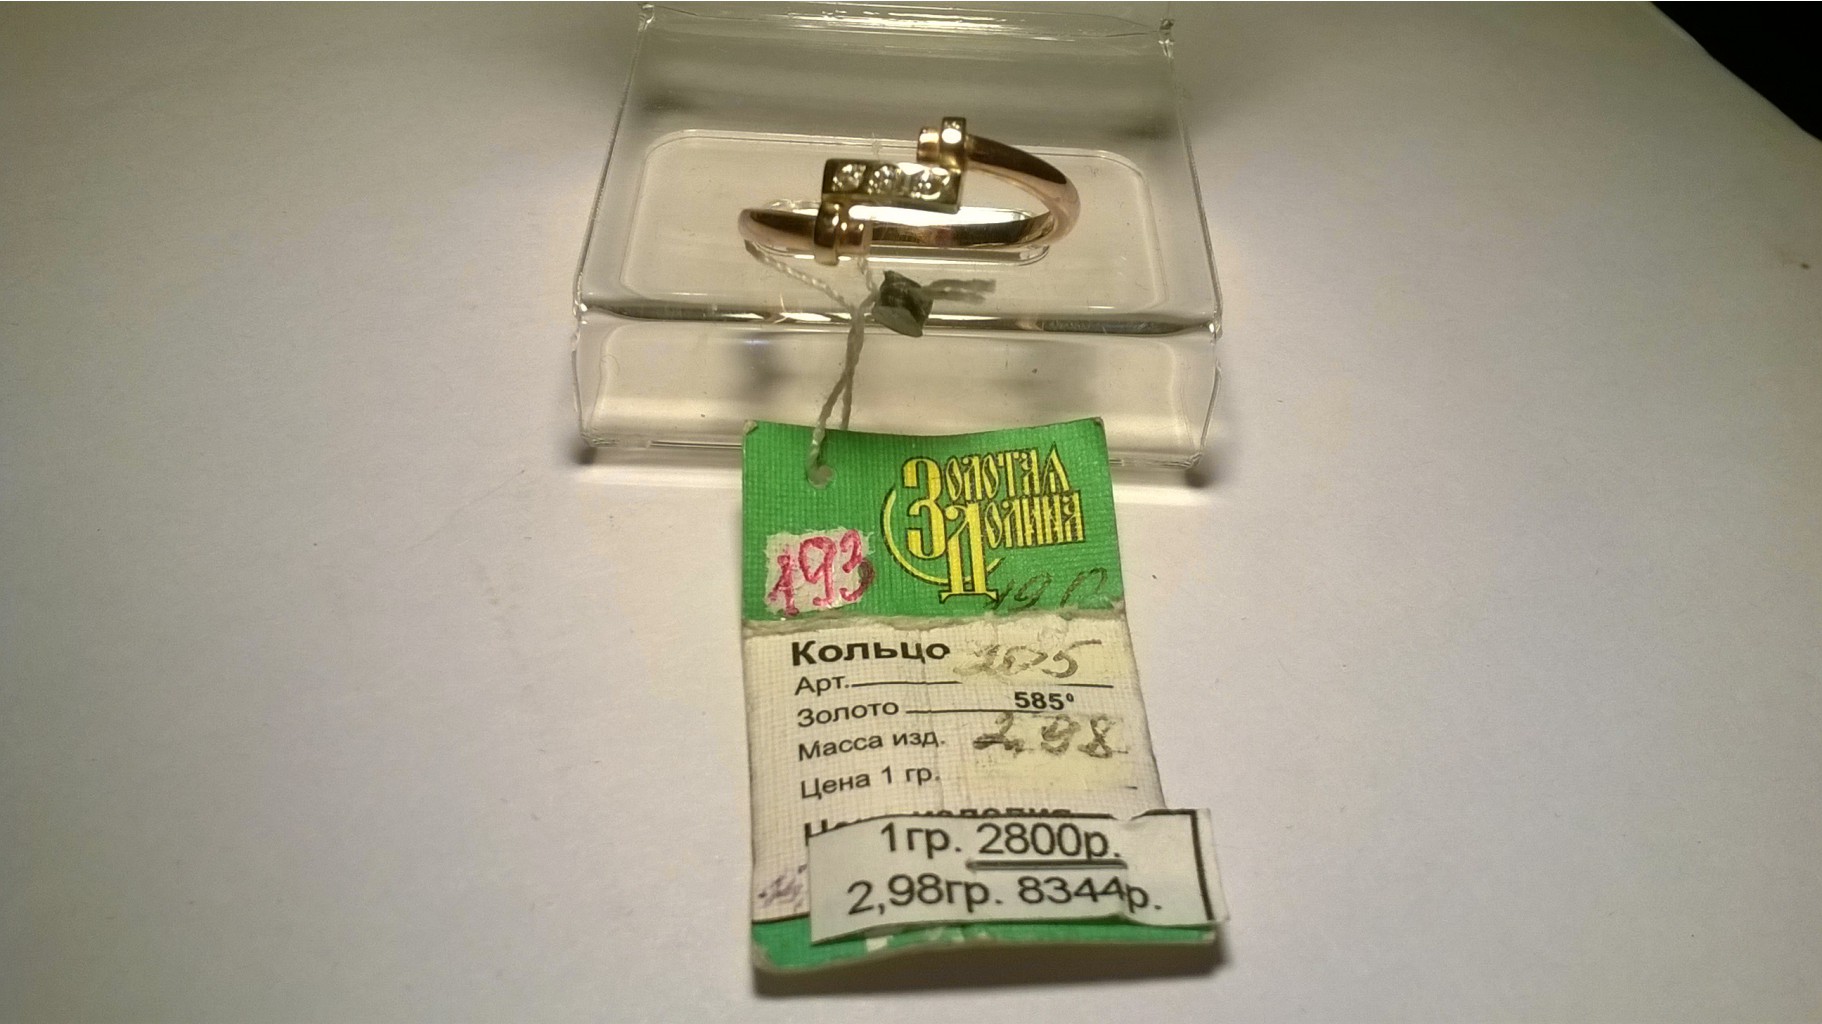 Золотая
Долина
193
Кольцо
205
Арт.
Золото 585°
Масса изд. 2,98
Цена 1 гр.
1гр. 2800р.
2,98гр. 8344р.